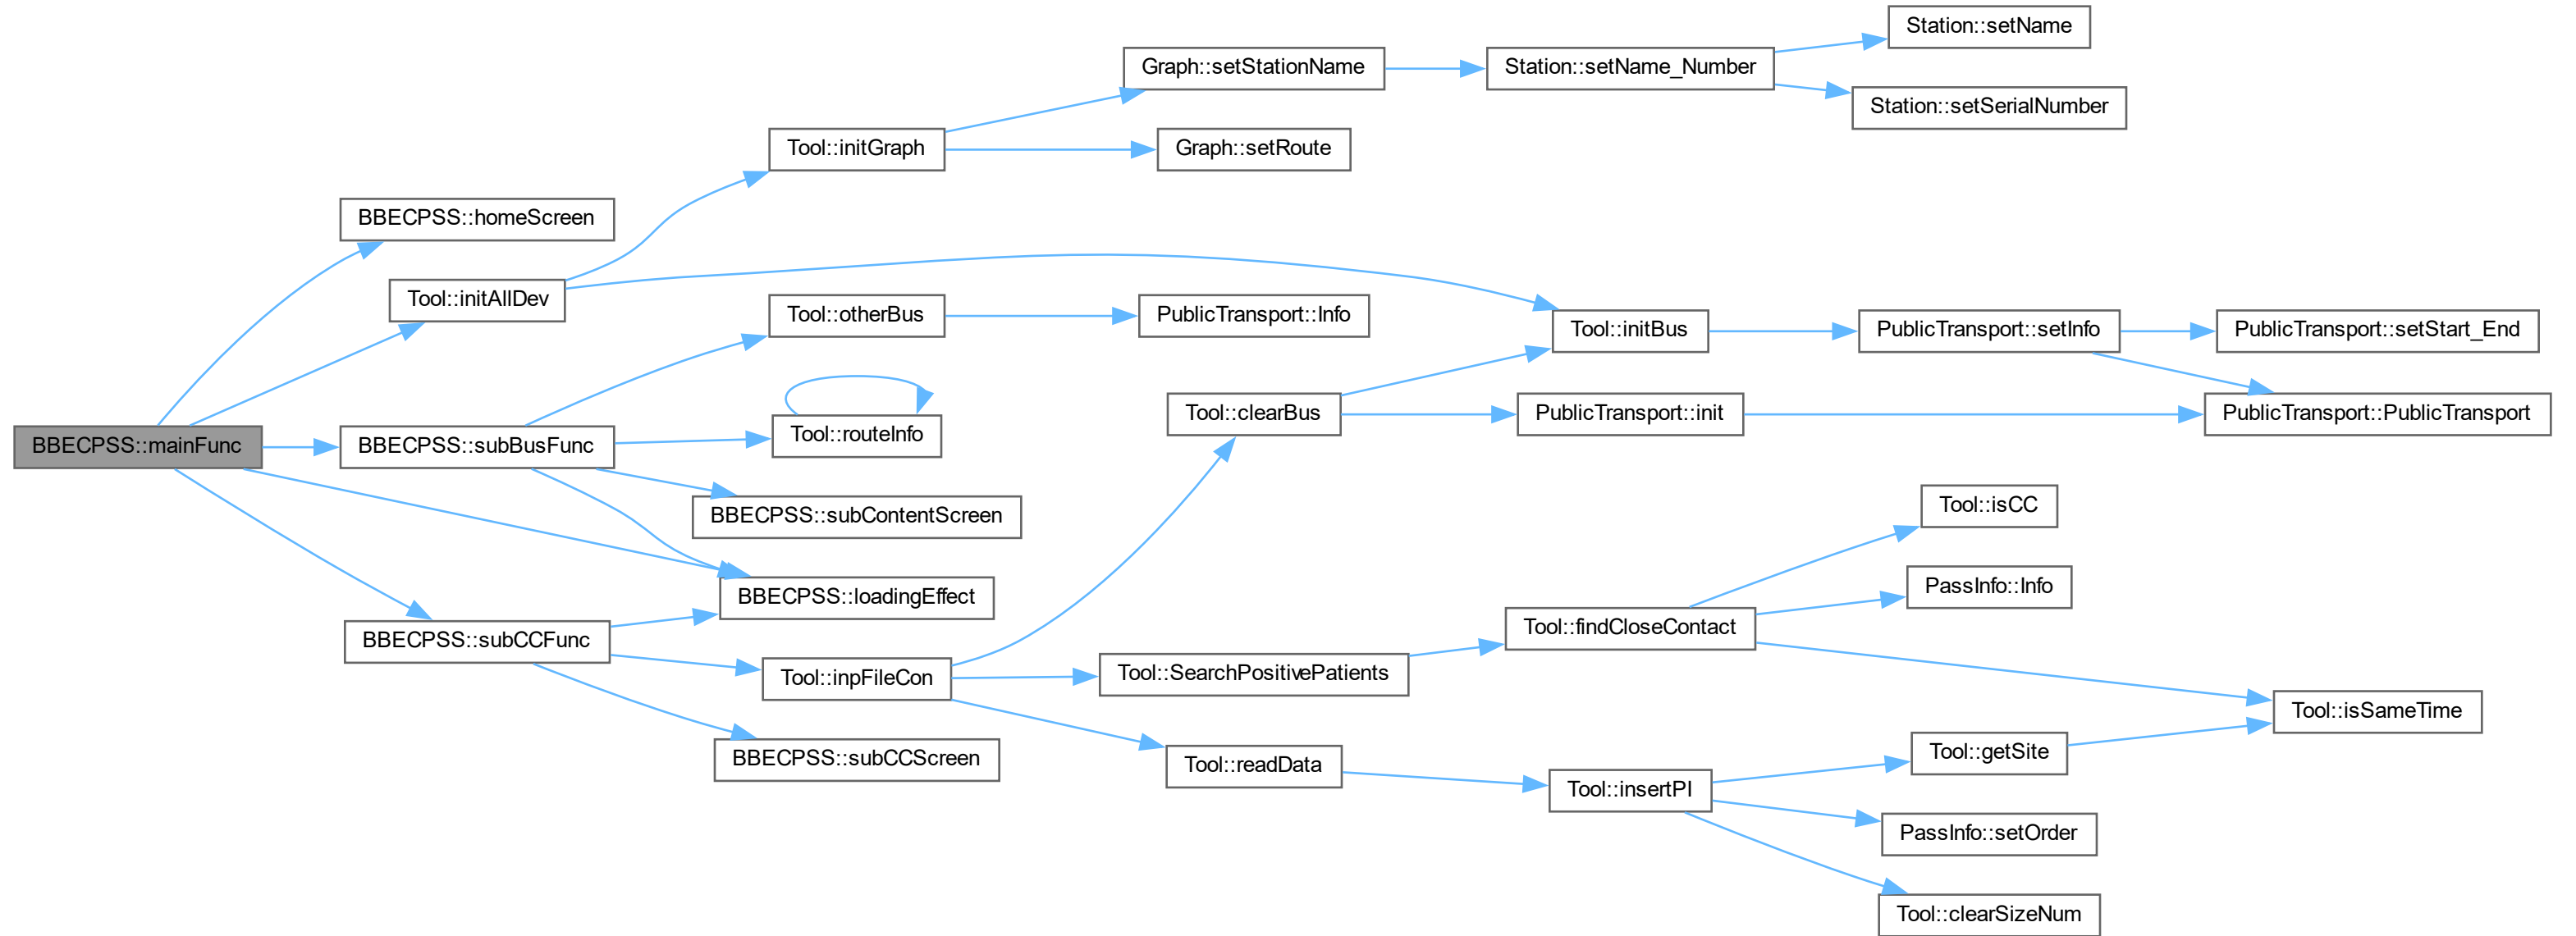 Station::setName
Graph::setStationName
Station::setName_Number
Station::setSerialNumber
Tool::initGraph
Graph::setRoute
BBECPSS::homeScreen
Tool::initAllDev
Tool::otherBus
PublicTransport::Info
Tool::initBus
PublicTransport::setInfo
PublicTransport::setStart_End
BBECPSS::mainFunc
BBECPSS::subBusFunc
Tool::routeInfo
Tool::clearBus
PublicTransport::init
PublicTransport::PublicTransport
BBECPSS::subContentScreen
Tool::isCC
BBECPSS::loadingEffect
PassInfo::Info
BBECPSS::subCCFunc
Tool::findCloseContact
Tool::inpFileCon
Tool::SearchPositivePatients
Tool::isSameTime
BBECPSS::subCCScreen
Tool::readData
Tool::insertPI
Tool::getSite
PassInfo::setOrder
Tool::clearSizeNum